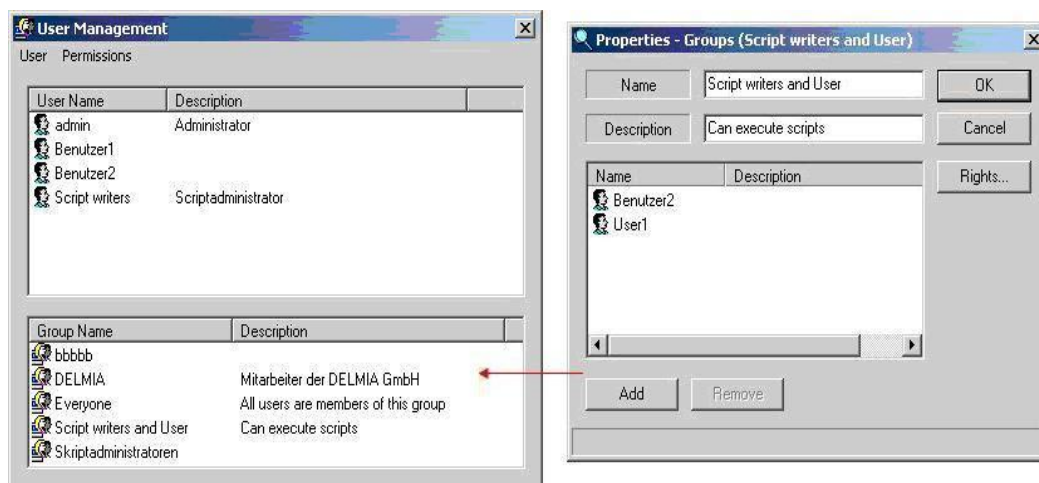 User Management
User Permissions
User Name Description
admin Administrator
Benutzer1
Benutzer2
Script writers Scriptadministrator
Group Name Description
bbbbb
DELMIA Mitarbeiter der DELMIA GmbH
Everyone All users are members of this group
Script writers and User Can execute scripts
Skriptadministratoren
Properties - Groups (Script writers and User)
Name Script writers and User OK
Description Can execute scripts Cancel
Name Description Rights...
Benutzer2
User1
Add Remove